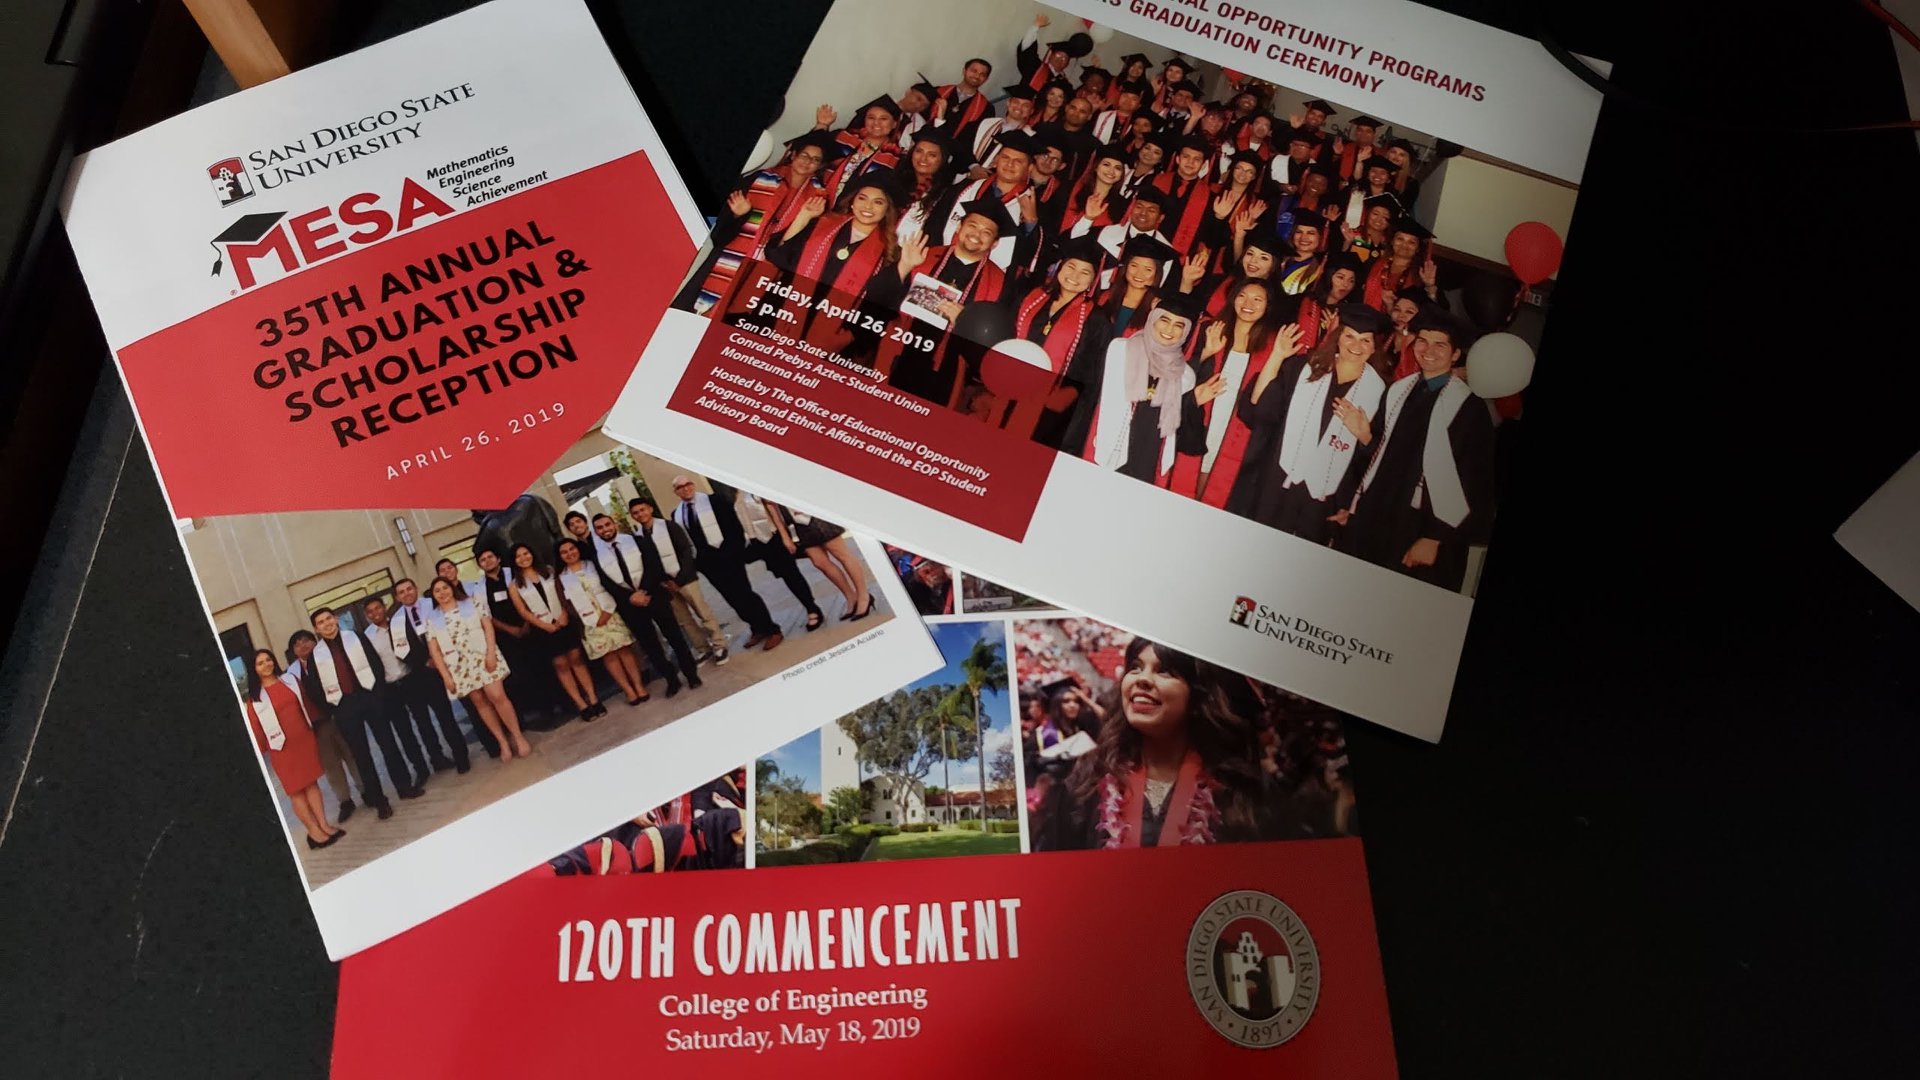 SAN DIEGO STATE
UNIVERSITY
MESA
Mathematics
Engineering
Science
Achievement
35TH ANNUAL
GRADUATION &
SCHOLARSHIP
RECEPTION
APRIL 26, 2019
Photo credit Jessica Acuario
OPPORTUNITY PROGRAMS
GRADUATION CEREMONY
Friday, April 26, 2019
5 p.m.
San Diego State University
Conrad Prebys Aztec Student Union
Montezuma Hall
Hosted by The Office of Educational Opportunity
Programs and Ethnic Affairs and the EOP Student
Advisory Board
EOP
SAN DIEGO STATE
UNIVERSITY
120TH COMMENCEMENT
College of Engineering
Saturday, May 18, 2019
SAN DIEGO STATE UNIVERSITY
• 1897 •